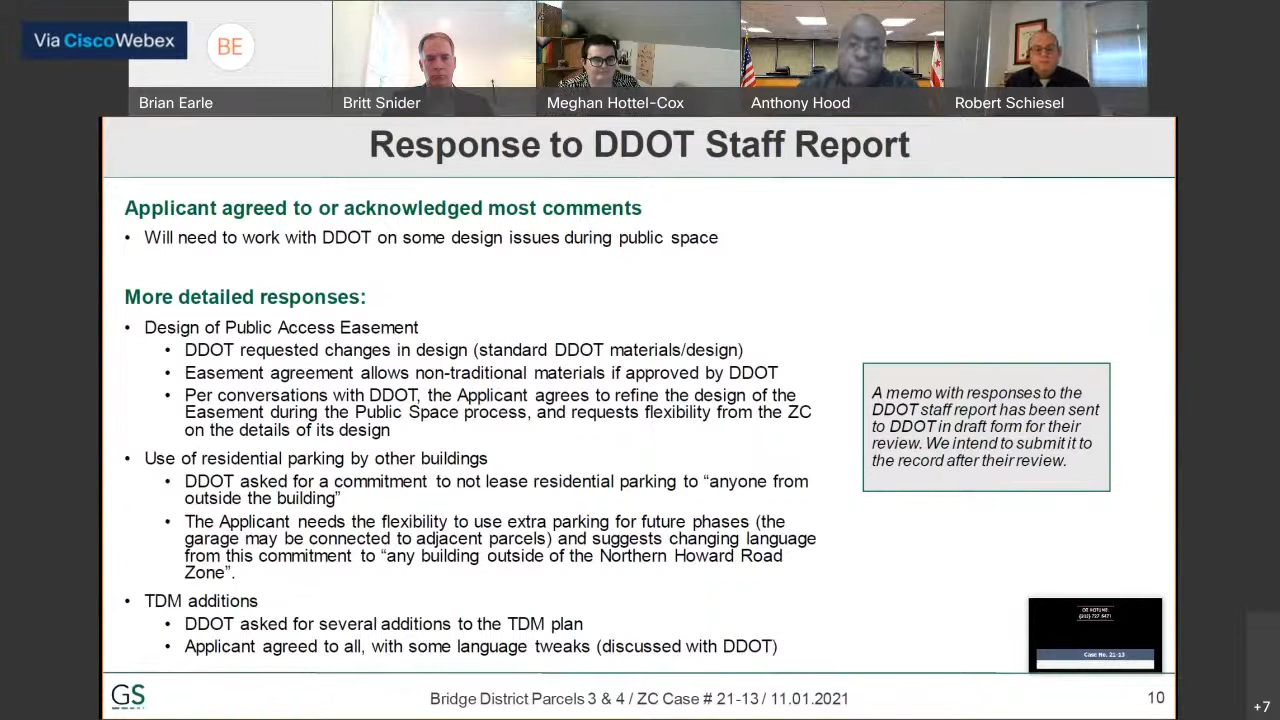 Via CiscoWebex
BE
Brian Earle
Britt Snider
Meghan Hottel-Cox
Anthony Hood
Robert Schiesel
Response to DDOT Staff Report
Applicant agreed to or acknowledged most comments
• Will need to work with DDOT on some design issues during public space
More detailed responses:
• Design of Public Access Easement
• DDOT requested changes in design (standard DDOT materials/design)
• Easement agreement allows non-traditional materials if approved by DDOT
• Per conversations with DDOT, the Applicant agrees to refine the design of the
Easement during the Public Space process, and requests flexibility from the ZC
on the details of its design
• Use of residential parking by other buildings
• DDOT asked for a commitment to not lease residential parking to “anyone from
outside the building”
• The Applicant needs the flexibility to use extra parking for future phases (the
garage may be connected to adjacent parcels) and suggests changing language
from this commitment to “any building outside of the Northern Howard Road
Zone”.
• TDM additions
• DDOT asked for several additions to the TDM plan
• Applicant agreed to all, with some language tweaks (discussed with DDOT)
A memo with responses to the
DDOT staff report has been sent
to DDOT in draft form for their
review. We intend to submit it to
the record after their review.
OZ HOTLINE:
(202) 727-5471
Case No. 21-13
GS
Bridge District Parcels 3 & 4 / ZC Case # 21-13 / 11.01.2021
10
+7